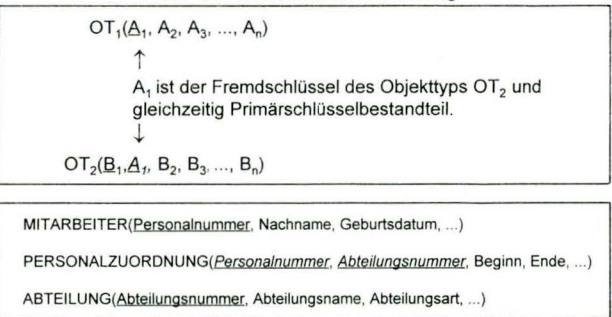 OT₁(A₁, A₂, A₃, ..., Aₙ)
↑
A₁ ist der Fremdschlüssel des Objekttyps OT₂ und
gleichzeitig Primärschlüsselbestandteil.
↓
OT₂(B₁,A₁, B₂, B₃, ..., Bₙ)
MITARBEITER(Personalnummer, Nachname, Geburtsdatum, ...)
PERSONALZUORDNUNG(Personalnummer, Abteilungsnummer, Beginn, Ende, ...)
ABTEILUNG(Abteilungsnummer, Abteilungsname, Abteilungsart, ...)